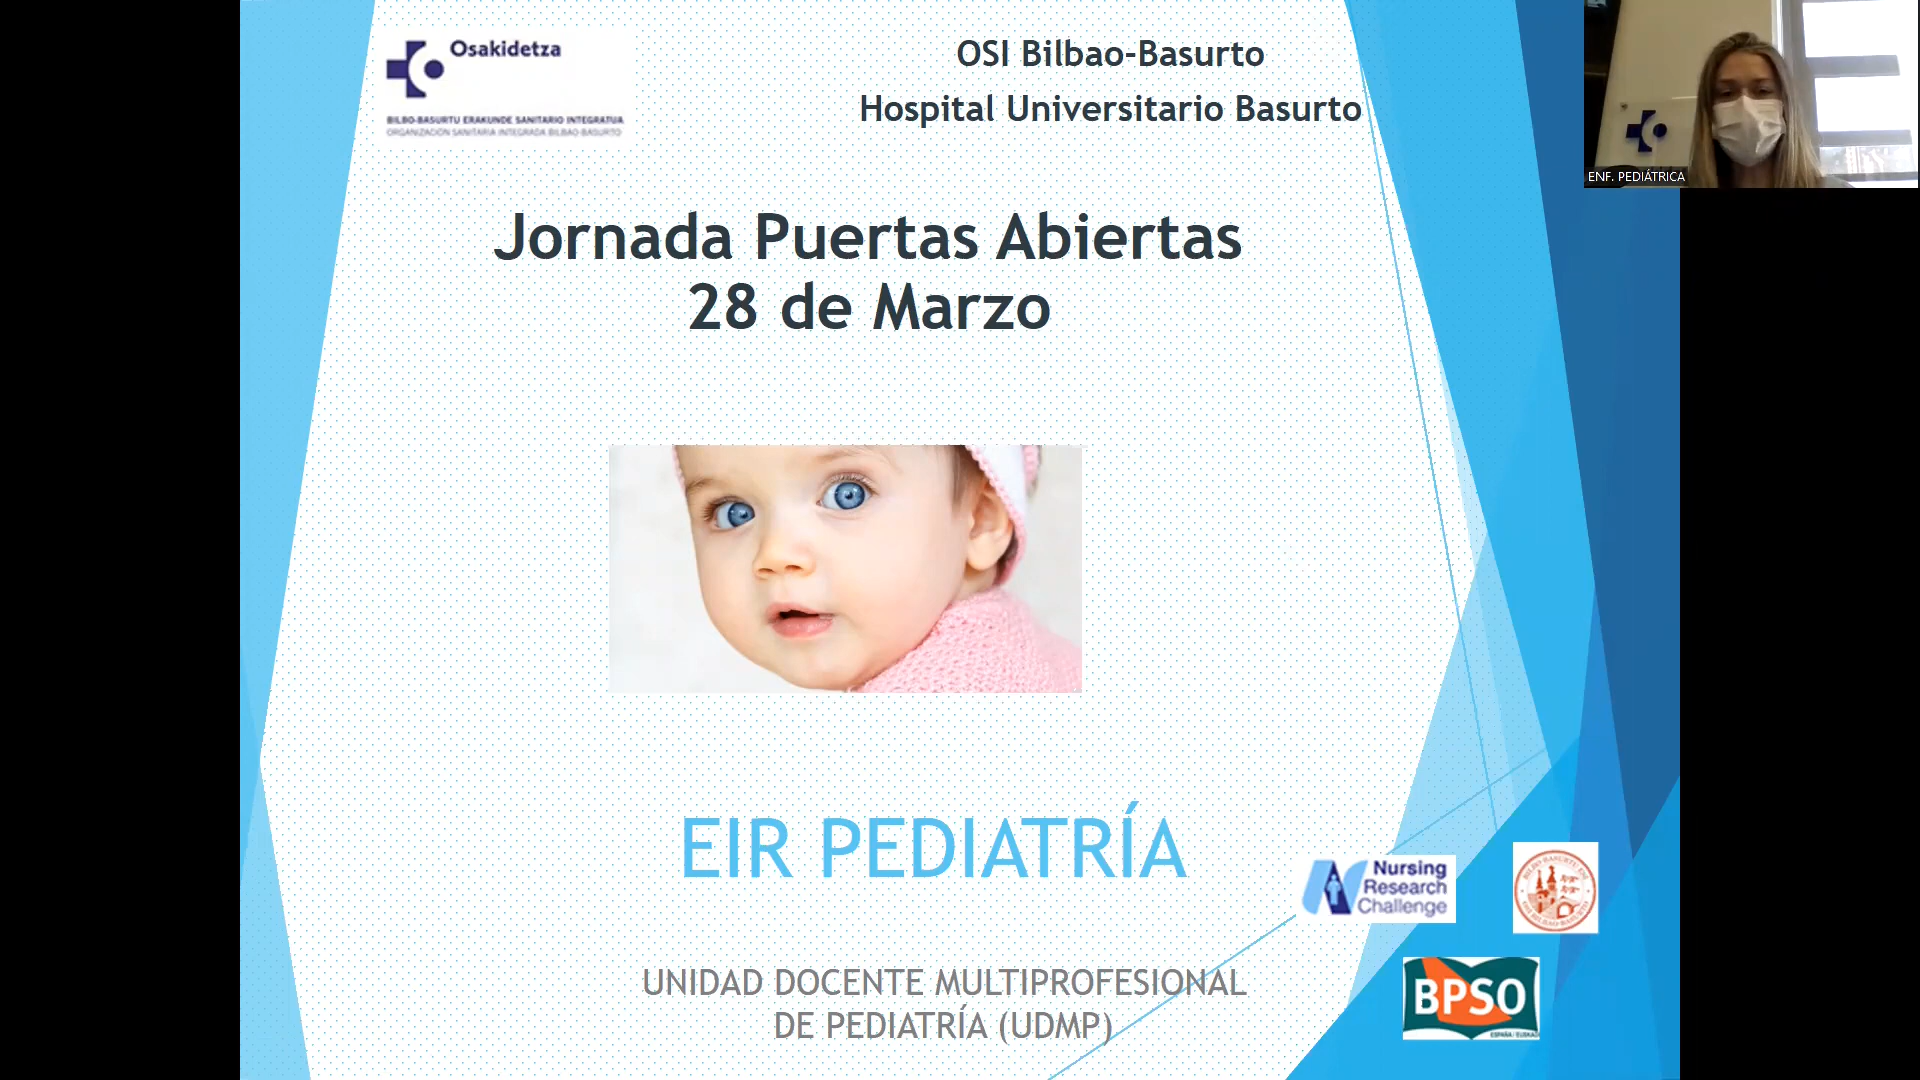 Osakidetza
BILBO-BASURTU ERAKUNDE SANITARIO INTEGRATUA
ORGANIZACIÓN SANITARIA INTEGRADA BILBAO-BASURTO
OSI Bilbao-Basurto
Hospital Universitario Basurto
ENF. PEDIÁTRICA
Jornada Puertas Abiertas
28 de Marzo
EIR PEDIATRÍA
Nursing
Research
Challenge
UNIDAD DOCENTE MULTIPROFESIONAL
DE PEDIATRÍA (UDMP)
BPSO